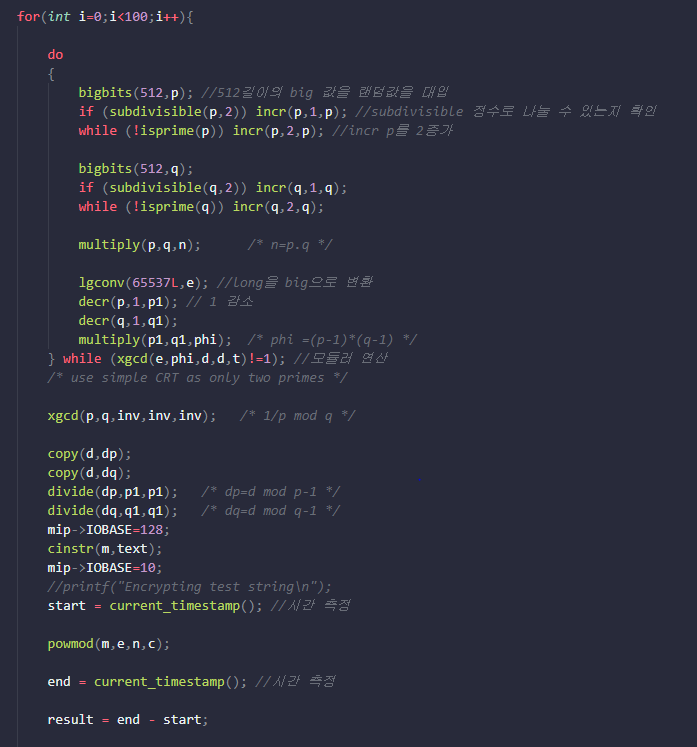 for(int i=0;i<100;i++){
do
{
bigbits(512,p); //512길이의 big 값을 랜덤값을 대입
if (subdivisible(p,2)) incr(p,1,p); //subdivisible 정수로 나눌 수 있는지 확인
while (!isprime(p)) incr(p,2,p); //incr p를 2증가
bigbits(512,q);
if (subdivisible(q,2)) incr(q,1,q);
while (!isprime(q)) incr(q,2,q);
multiply(p,q,n); /* n=p.q */
lgconv(65537L,e); //long을 big으로 변환
decr(p,1,p1); // 1 감소
decr(q,1,q1);
multiply(p1,q1,phi); /* phi =(p-1)*(q-1) */
} while (xgcd(e,phi,d,d,t)!=1); //모듈러 연산
/* use simple CRT as only two primes */
xgcd(p,q,inv,inv,inv); /* 1/p mod q */
copy(d,dp);
copy(d,dq);
divide(dp,p1,p1); /* dp=d mod p-1 */
divide(dq,q1,q1); /* dq=d mod q-1 */
mip->IOBASE=128;
cinstr(m,text);
mip->IOBASE=10;
//printf("Encrypting test string\n");
start = current_timestamp(); //시간 측정
powmod(m,e,n,c);
end = current_timestamp(); //시간 측정
result = end - start;